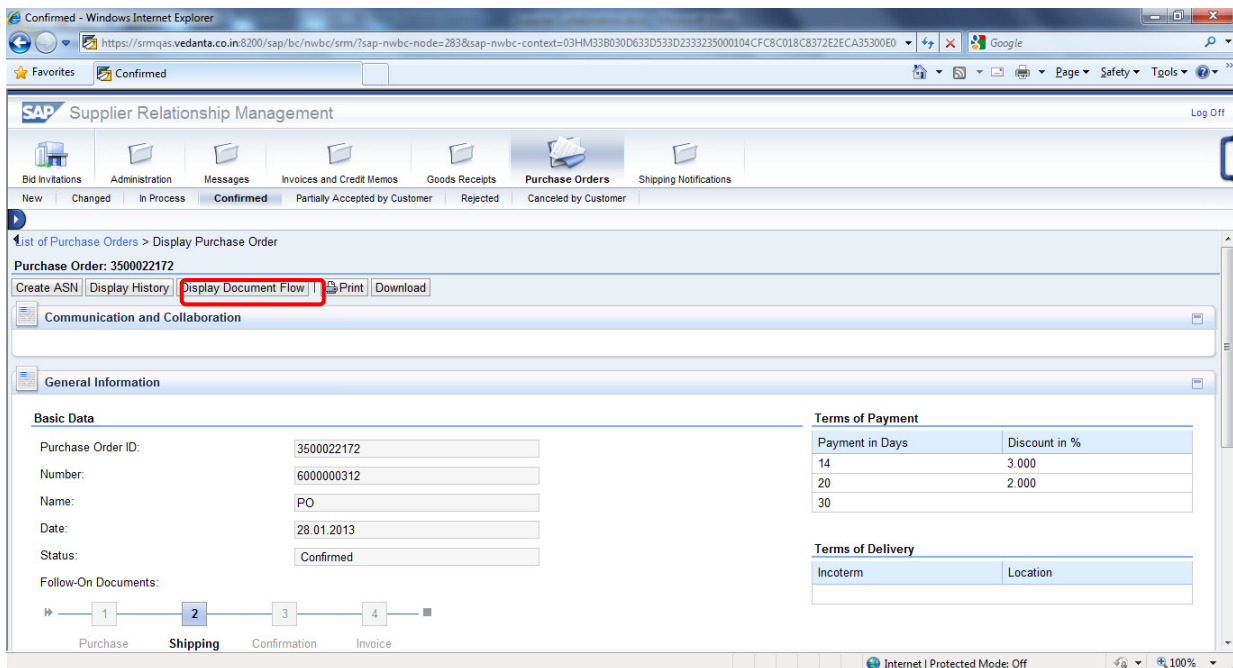 Confirmed - Windows Internet Explorer
https://srmqas.vedanta.co.in:8200/sap/bc/nwbc/srm/?sap-nwbc-node=283&sap-nwbc-context=03HM33B030D633D533D2333235000104CFC8C018C8372E2ECA35300E0
Google
Favorites Confirmed
Page Safety Tools
SAP Supplier Relationship Management
Log Off
Bid Invitations Administration Messages Invoices and Credit Memos Goods Receipts Purchase Orders Shipping Notifications
New Changed In Process Confirmed Partially Accepted by Customer Rejected Canceled by Customer
List of Purchase Orders > Display Purchase Order
Purchase Order: 3500022172
Create ASN Display History Display Document Flow Print Download
Communication and Collaboration
General Information
Basic Data
Purchase Order ID: 3500022172
Number: 6000000312
Name: PO
Date: 28.01.2013
Status: Confirmed
Follow-On Documents:
1 2 3 4
Purchase Shipping Confirmation Invoice
Terms of Payment
Payment in Days Discount in %
14 3.000
20 2.000
30
Terms of Delivery
Incoterm Location
Internet | Protected Mode: Off
100%